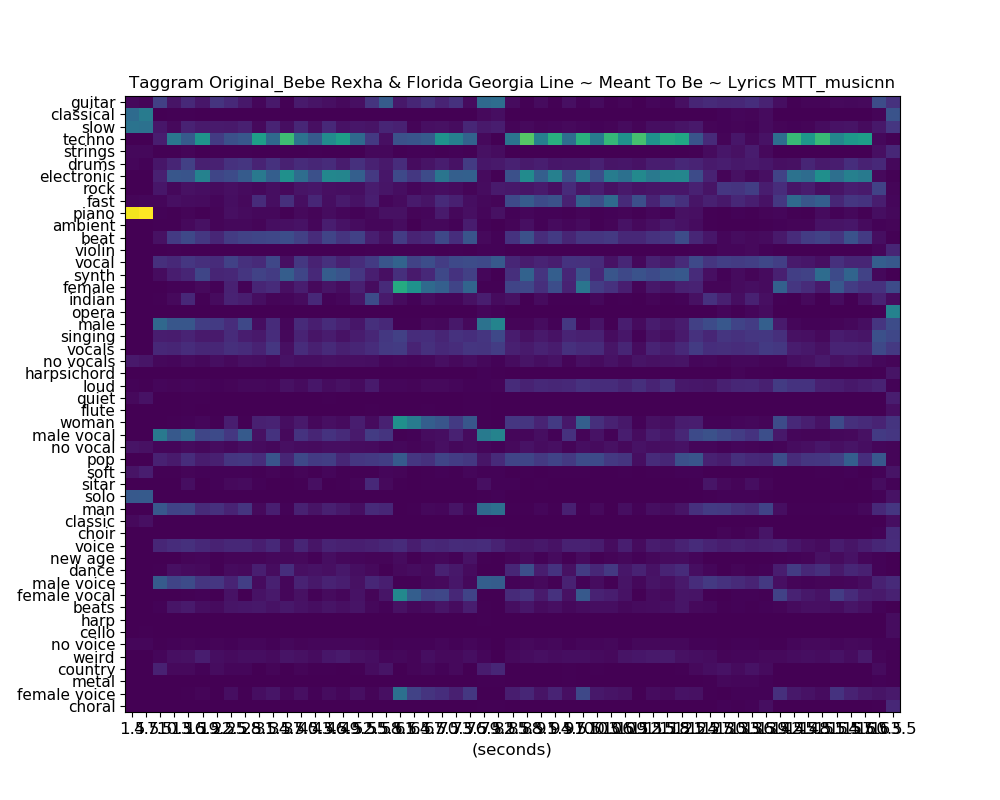 Taggram Original_Bebe Rexha & Florida Georgia Line ~ Meant To Be ~ Lyrics MTT_musicnn
guitar
classical
slow
techno
strings
drums
electronic
rock
fast
piano
ambient
beat
violin
vocal
synth
female
indian
opera
male
singing
vocals
no vocals
harpsichord
loud
quiet
flute
woman
male vocal
no vocal
pop
soft
sitar
solo
man
classic
choir
voice
new age
dance
male voice
female vocal
beats
harp
cello
no voice
weird
country
metal
female voice
choral
(seconds)